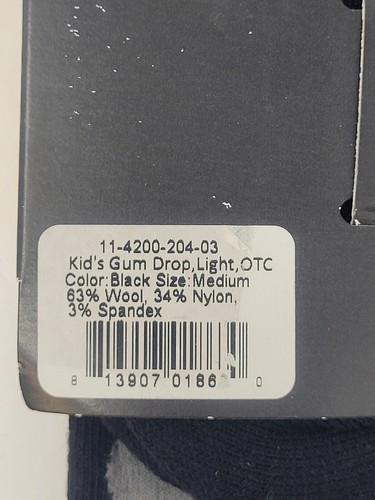 11-4200-204-03
Kid's Gum Drop,Light,OTC
Color:Black Size:Medium
63% Wool, 34% Nylon,
3% Spandex
8 13907 0186 0